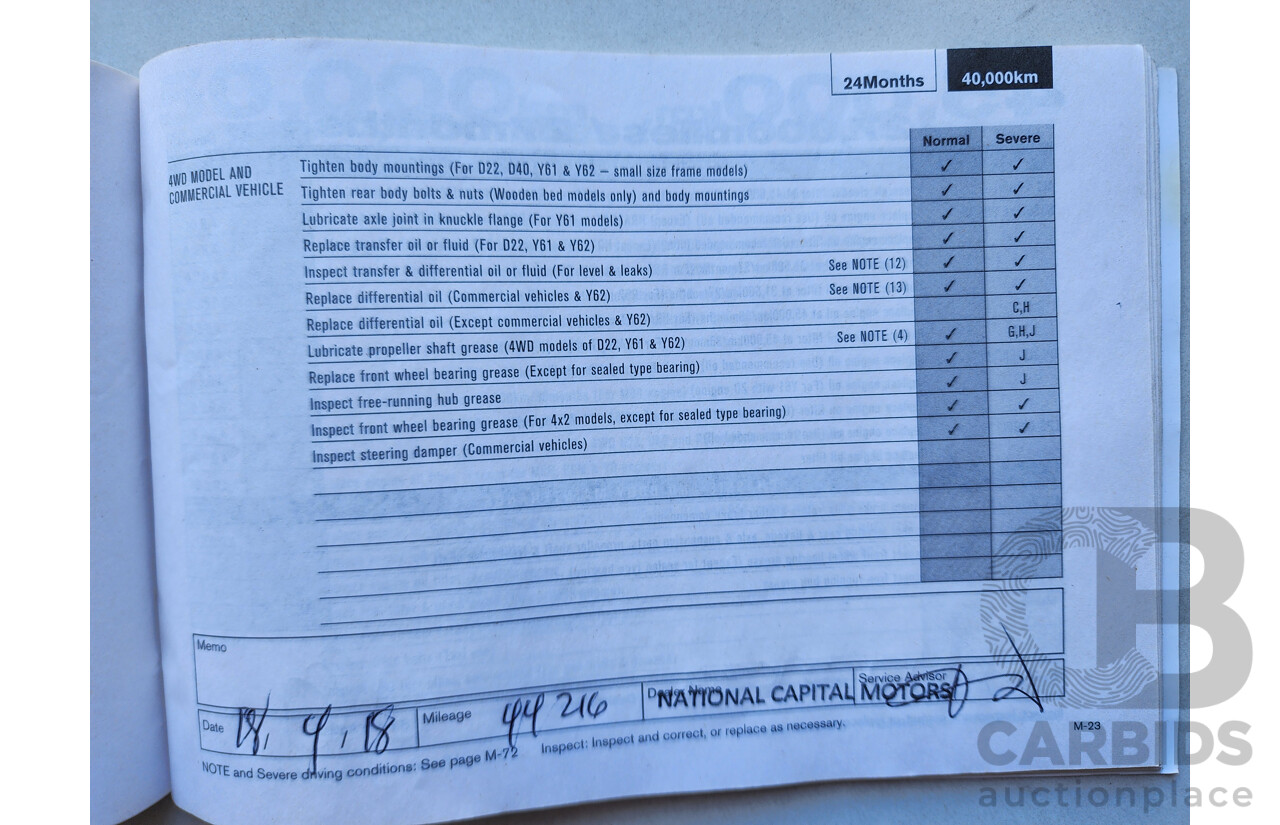 24Months 40,000km
Normal Severe
4WD MODEL AND
COMMERCIAL VEHICLE
Tighten body mountings (For D22, D40, Y61 & Y62 – small size frame models) ✓ ✓
Tighten rear body bolts & nuts (Wooden bed models only) and body mountings ✓ ✓
Lubricate axle joint in knuckle flange (For Y61 models) ✓ ✓
Replace transfer oil or fluid (For D22, Y61 & Y62) ✓ ✓
Inspect transfer & differential oil or fluid (For level & leaks) See NOTE (12) ✓ ✓
Replace differential oil (Commercial vehicles & Y62) See NOTE (13) ✓ ✓
Replace differential oil (Except commercial vehicles & Y62) C,H
Lubricate propeller shaft grease (4WD models of D22, Y61 & Y62) See NOTE (4) ✓ G,H,J
Replace front wheel bearing grease (Except for sealed type bearing) ✓ J
Inspect free-running hub grease ✓ J
Inspect front wheel bearing grease (For 4x2 models, except for sealed type bearing) ✓ ✓
Inspect steering damper (Commercial vehicles) ✓ ✓
Memo
Date 18, 9, 18 Mileage 44 216 Dealer Name NATIONAL CAPITAL MOTORS Service Advisor
NOTE and Severe driving conditions: See page M-72 Inspect: Inspect and correct, or replace as necessary.
M-23
CB
CARBIDS
auctionplace